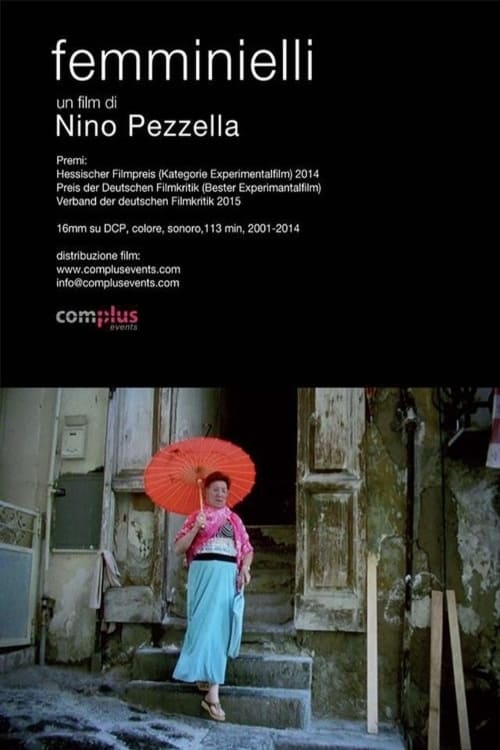 femminielli
un film di
Nino Pezzella
Premi:
Hessischer Filmpreis (Kategorie Experimentalfilm) 2014
Preis der Deutschen Filmkritik (Bester Experimantalfilm)
Verband der deutschen Filmkritik 2015
16mm su DCP, colore, sonoro,113 min, 2001-2014
distribuzione film:
www.complusevents.com
info@complusevents.com
complus
events